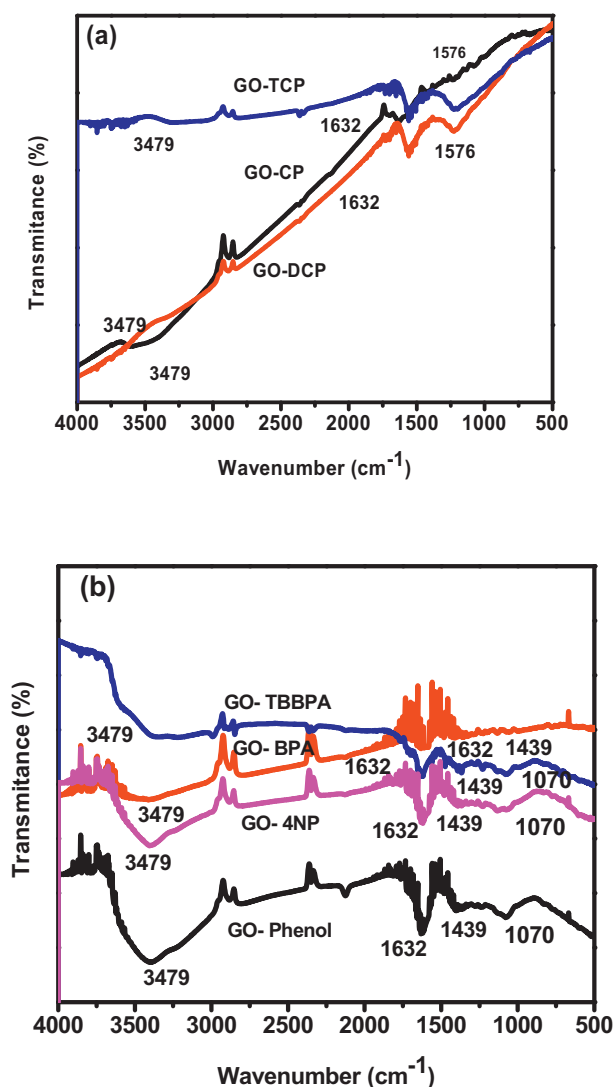 (a)
1576
GO-TCP
3479
1632
GO-CP
1576
1632
GO-DCP
3479
3479
Transmitance (%)
4000 3500 3000 2500 2000 1500 1000 500
Wavenumber (cm-1)
(b)
GO- TBBPA
3479
GO- BPA
1632 1439
1632
3479
1439
1070
GO- 4NP
1632
1439
1070
3479
GO- Phenol
1632
1439
1070
3479
Transmitance (%)
4000 3500 3000 2500 2000 1500 1000 500
Wavenumber (cm-1)